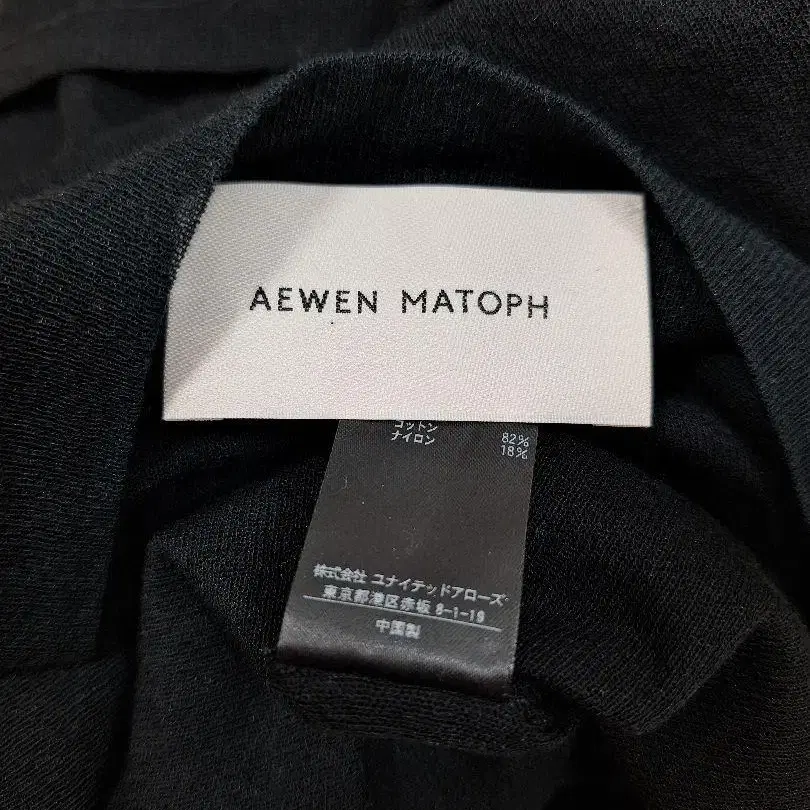 AEWEN MATOPH
コットン 82%
ナイロン 18%
株式会社 ユナイテッドアローズ
東京都港区赤坂 8-1-19
中国製